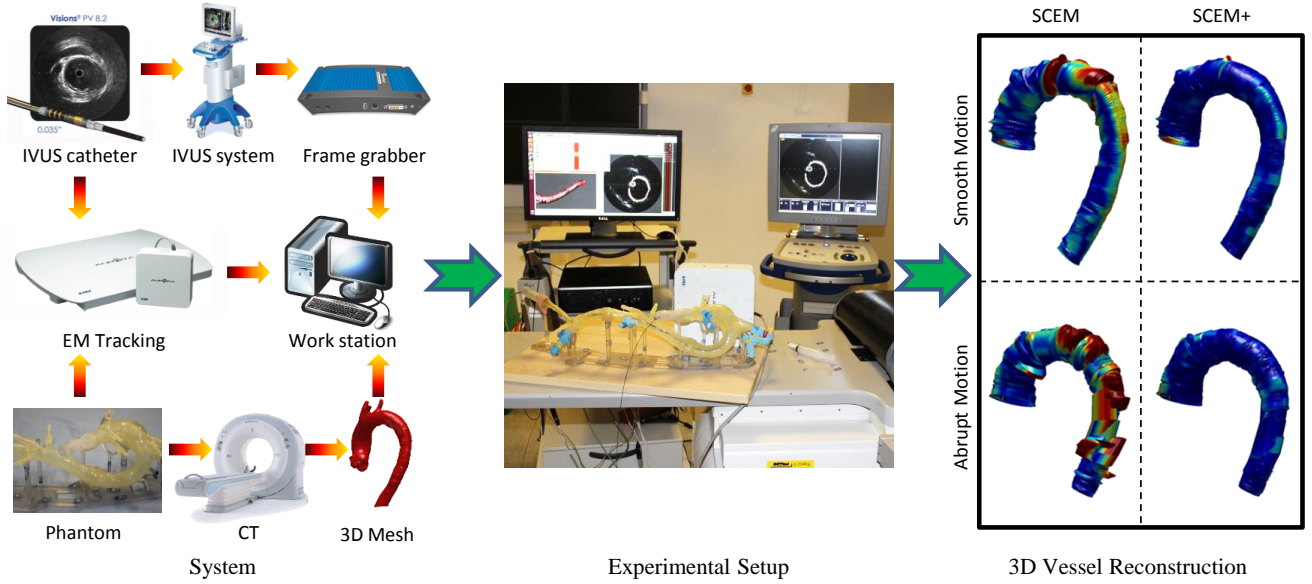 Visions® PV 8.2
0.035"
IVUS catheter
IVUS system
Frame grabber
EM Tracking
Work station
Phantom
CT
3D Mesh
System
DELL
Experimental Setup
SCEM
SCEM+
Smooth Motion
Abrupt Motion
3D Vessel Reconstruction